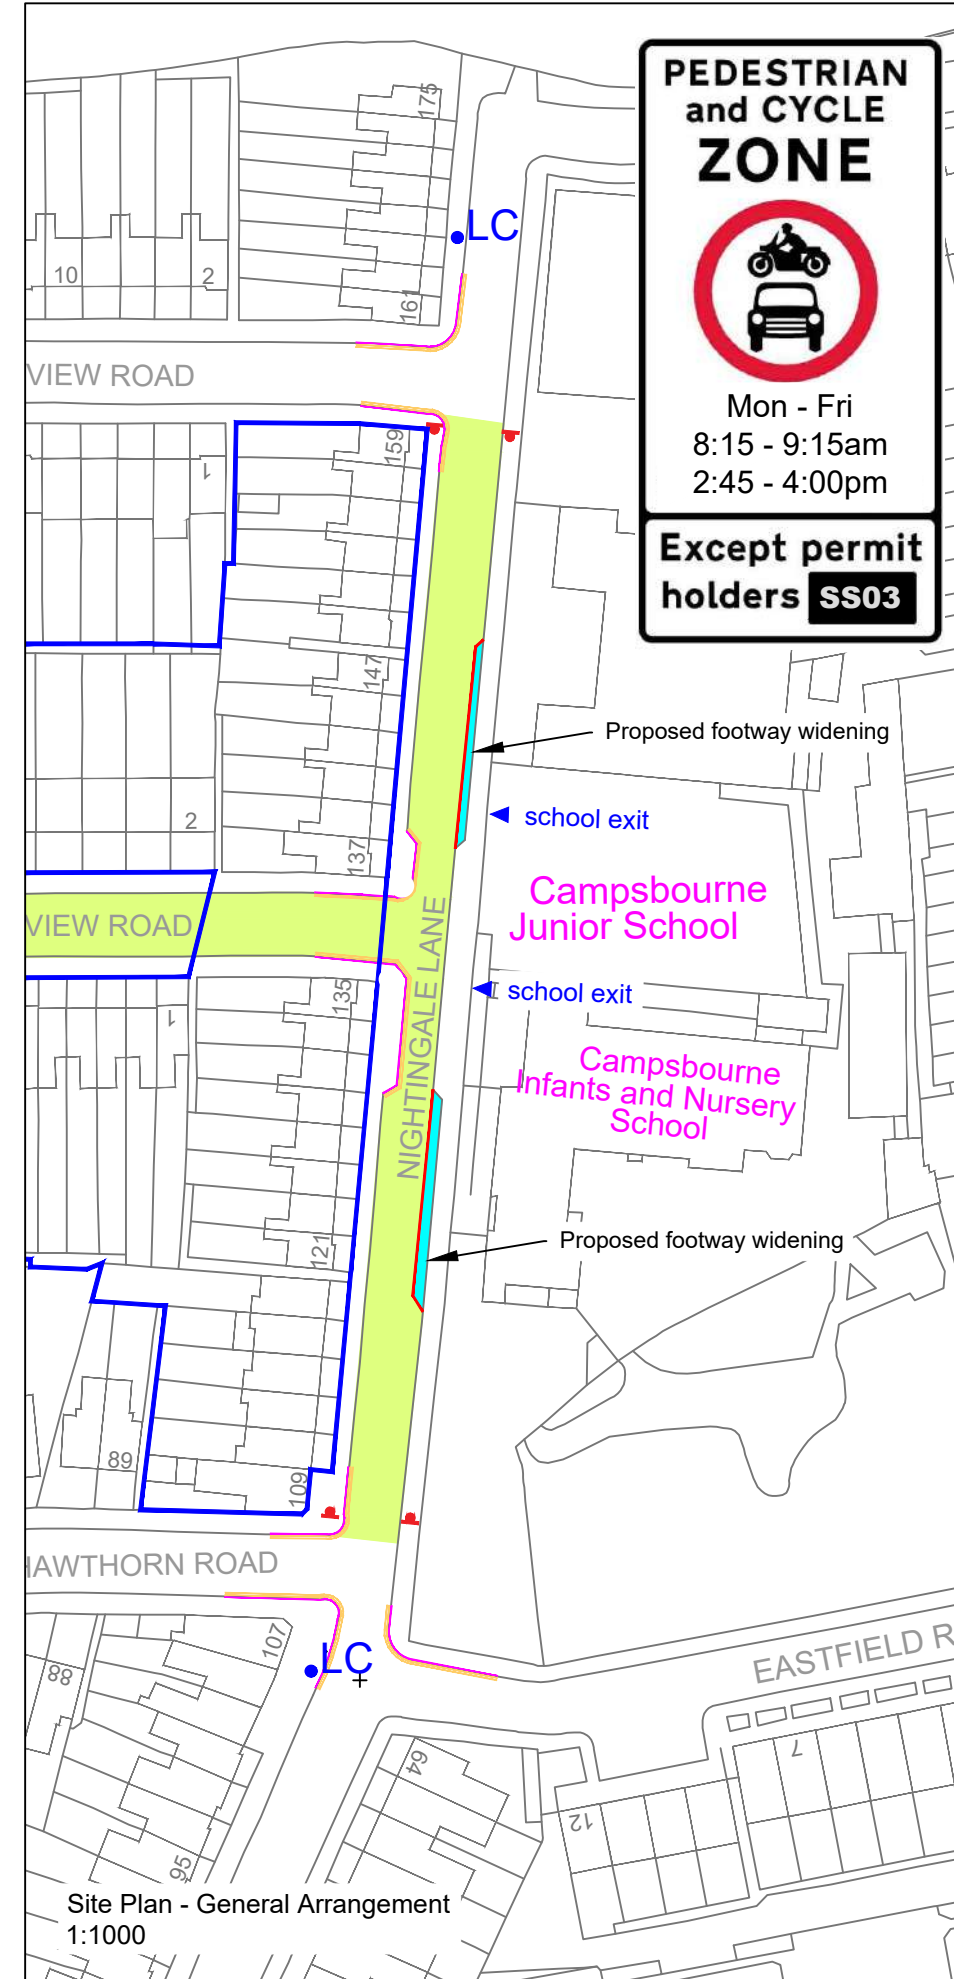 PEDESTRIAN
and CYCLE
ZONE
Mon - Fri
8:15 - 9:15am
2:45 - 4:00pm
Except permit
holders SS03
175
LC
10
2
161
VIEW ROAD
159
1
147
Proposed footway widening
school exit
2
137
Campsbourne
Junior School
VIEW ROAD
NIGHTINGALE LANE
school exit
135
1
Campsbourne
Infants and Nursery
School
121
Proposed footway widening
89
109
HAWTHORN ROAD
107
LC
88
EASTFIELD R
64
7
12
95
Site Plan - General Arrangement
1:1000